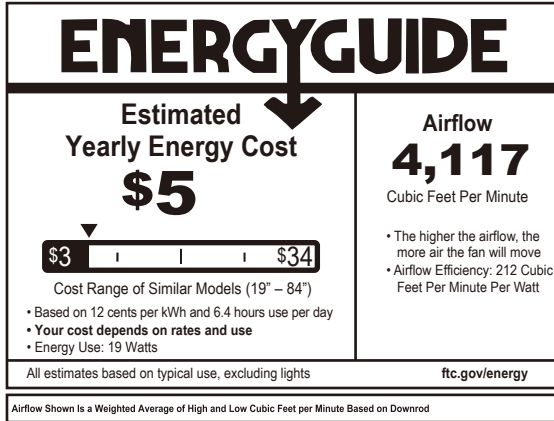 ENERGYGUIDE
Estimated
Yearly Energy Cost
$5
$3
$34
Cost Range of Similar Models (19” – 84”)
• Based on 12 cents per kWh and 6.4 hours use per day
• Your cost depends on rates and use
• Energy Use: 19 Watts
Airflow
4,117
Cubic Feet Per Minute
• The higher the airflow, the
more air the fan will move
• Airflow Efficiency: 212 Cubic
Feet Per Minute Per Watt
All estimates based on typical use, excluding lights
ftc.gov/energy
Airflow Shown Is a Weighted Average of High and Low Cubic Feet per Minute Based on Downrod